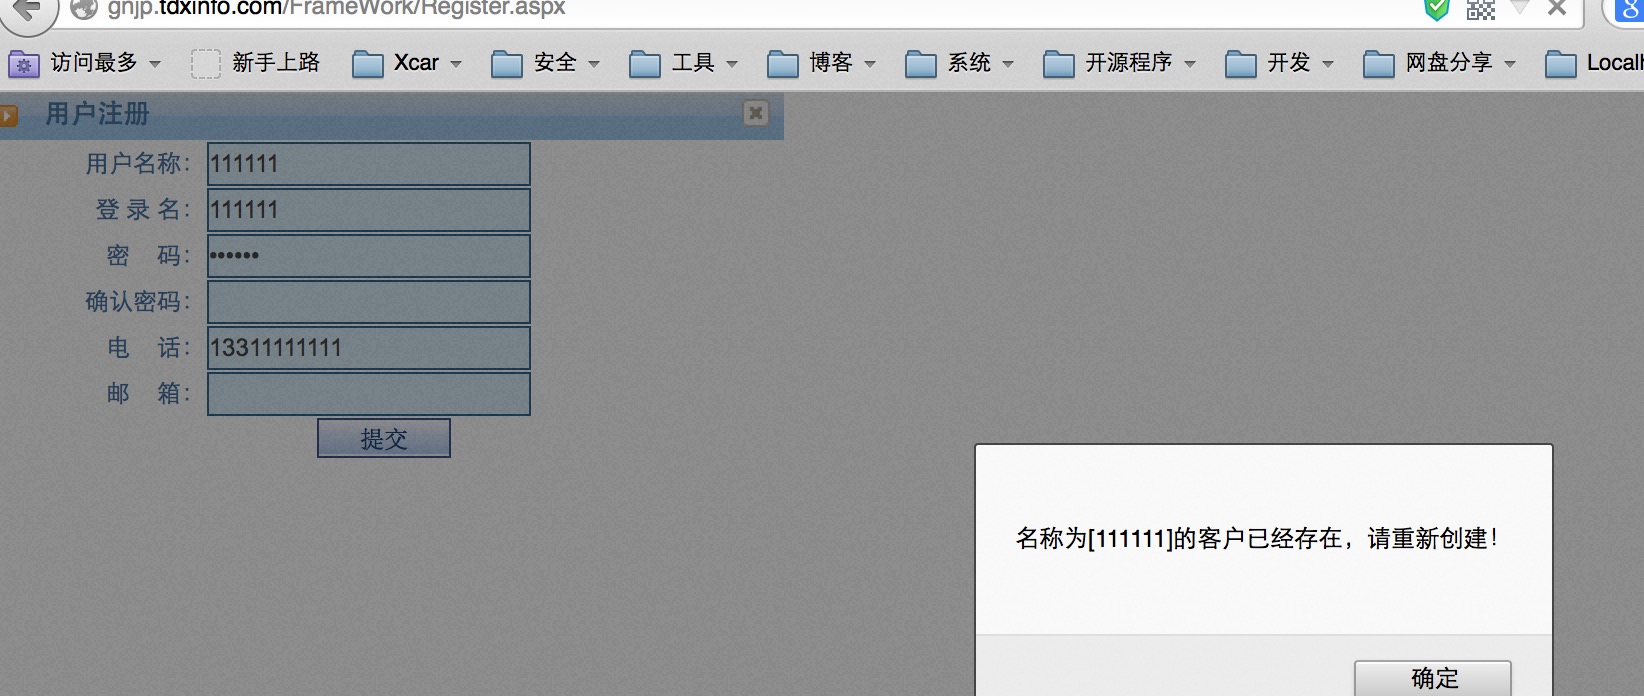 gnjp.tdxinfo.com/FrameWork/Register.aspx
访问最多 新手上路 Xcar 安全 工具 博客 系统 开源程序 开发 网盘分享 Localh
用户注册
用户名称: 111111
登 录 名: 111111
密 码: ••••••
确认密码:
电 话: 13311111111
邮 箱:
提交
名称为[111111]的客户已经存在，请重新创建!
确定